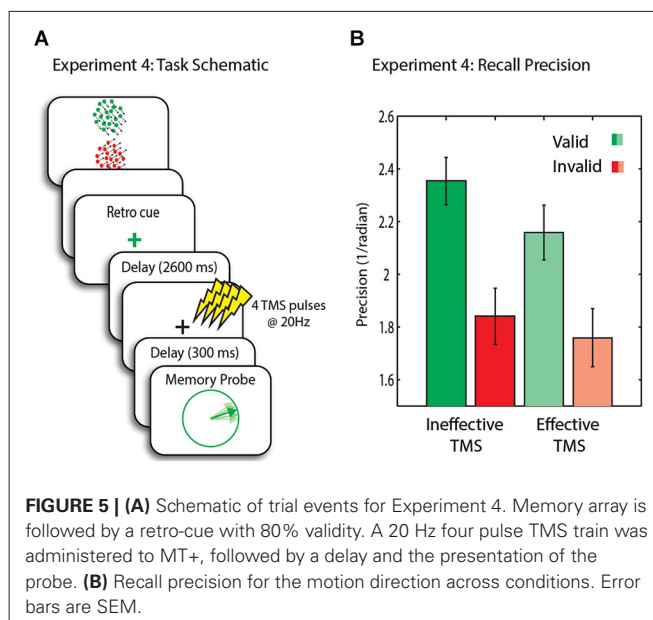 A
Experiment 4: Task Schematic
Retro cue
Delay (2600 ms)
4 TMS pulses
@ 20Hz
Delay (300 ms)
Memory Probe
B
Experiment 4: Recall Precision
2.6
2.4
2.2
2
1.8
1.6
Precision (1/radian)
Valid
Invalid
Ineffective
TMS
Effective
TMS
FIGURE 5 | (A) Schematic of trial events for Experiment 4. Memory array is
followed by a retro-cue with 80% validity. A 20 Hz four pulse TMS train was
administered to MT+, followed by a delay and the presentation of the
probe. (B) Recall precision for the motion direction across conditions. Error
bars are SEM.